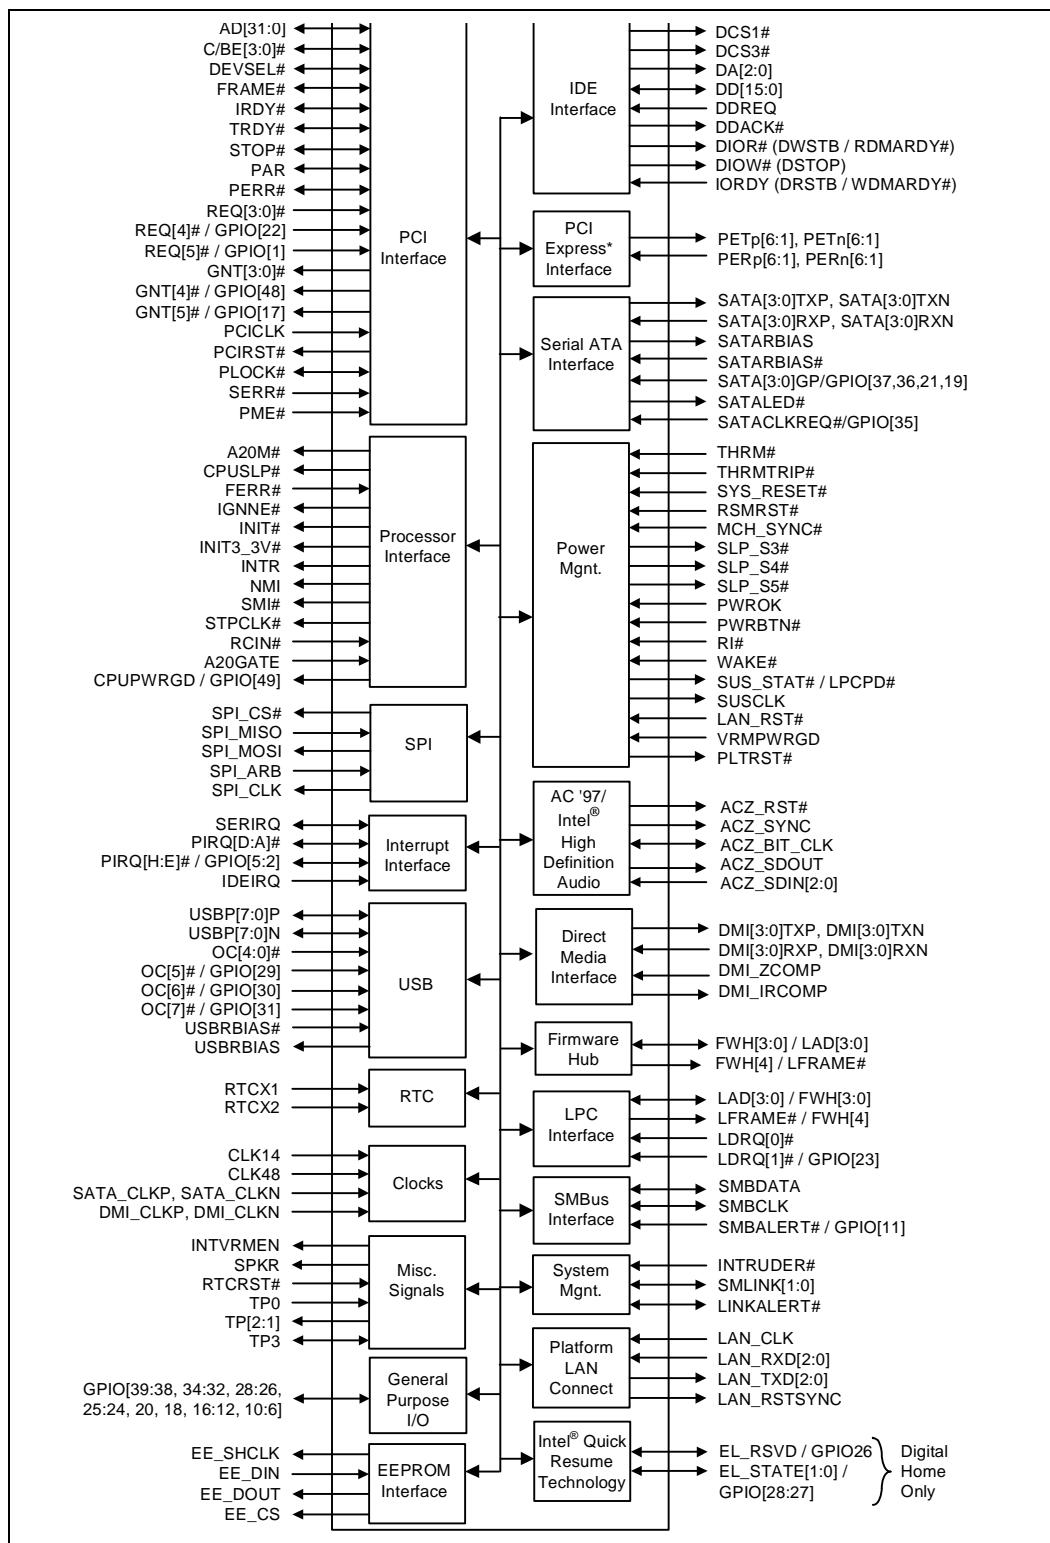 AD[31:0]
C/BE[3:0]#
DEVSEL#
FRAME#
IRDY#
TRDY#
STOP#
PAR
PERR#
REQ[3:0]#
REQ[4]# / GPIO[22]
REQ[5]# / GPIO[1]
GNT[3:0]#
GNT[4]# / GPIO[48]
GNT[5]# / GPIO[17]
PCICLK
PCIRST#
PLOCK#
SERR#
PME#
PCI
Interface
A20M#
CPUSLP#
FERR#
IGNNE#
INIT#
INIT3_3V#
INTR
NMI
SMI#
STPCLK#
RCIN#
A20GATE
CPUPWRGD / GPIO[49]
Processor
Interface
SPI_CS#
SPI_MISO
SPI_MOSI
SPI_ARB
SPI_CLK
SPI
SERIRQ
PIRQ[D:A]#
PIRQ[H:E]# / GPIO[5:2]
IDEIRQ
Interrupt
Interface
USBP[7:0]P
USBP[7:0]N
OC[4:0]#
OC[5]# / GPIO[29]
OC[6]# / GPIO[30]
OC[7]# / GPIO[31]
USBRBIAS#
USBRBIAS
USB
RTCX1
RTCX2
RTC
CLK14
CLK48
SATA_CLKP, SATA_CLKN
DMI_CLKP, DMI_CLKN
Clocks
INTVRMEN
SPKR
RTCRST#
TP0
TP[2:1]
TP3
Misc.
Signals
GPIO[39:38, 34:32, 28:26,
25:24, 20, 18, 16:12, 10:6]
General
Purpose
I/O
EE_SHCLK
EE_DIN
EE_DOUT
EE_CS
EEPROM
Interface
IDE
Interface
DCS1#
DCS3#
DA[2:0]
DD[15:0]
DDREQ
DDACK#
DIOR# (DWSTB / RDMARDY#)
DIOW# (DSTOP)
IORDY (DRSTB / WDMARDY#)
PCI
Express*
Interface
PETp[6:1], PETn[6:1]
PERp[6:1], PERn[6:1]
Serial ATA
Interface
SATA[3:0]TXP, SATA[3:0]TXN
SATA[3:0]RXP, SATA[3:0]RXN
SATARBIAS
SATARBIAS#
SATA[3:0]GP/GPIO[37,36,21,19]
SATALED#
SATACLKREQ#/GPIO[35]
Power
Mgnt.
THRM#
THRMTRIP#
SYS_RESET#
RSMRST#
MCH_SYNC#
SLP_S3#
SLP_S4#
SLP_S5#
PWROK
PWRBTN#
RI#
WAKE#
SUS_STAT# / LPCPD#
SUSCLK
LAN_RST#
VRMPWRGD
PLTRST#
AC '97/
Intel®
High
Definition
Audio
ACZ_RST#
ACZ_SYNC
ACZ_BIT_CLK
ACZ_SDOUT
ACZ_SDIN[2:0]
Direct
Media
Interface
DMI[3:0]TXP, DMI[3:0]TXN
DMI[3:0]RXP, DMI[3:0]RXN
DMI_ZCOMP
DMI_IRCOMP
Firmware
Hub
FWH[3:0] / LAD[3:0]
FWH[4] / LFRAME#
LPC
Interface
LAD[3:0] / FWH[3:0]
LFRAME# / FWH[4]
LDRQ[0]#
LDRQ[1]# / GPIO[23]
SMBus
Interface
SMBDATA
SMBCLK
SMBALERT# / GPIO[11]
System
Mgnt.
INTRUDER#
SMLINK[1:0]
LINKALERT#
Platform
LAN
Connect
LAN_CLK
LAN_RXD[2:0]
LAN_TXD[2:0]
LAN_RSTSYNC
Intel® Quick
Resume
Technology
EL_RSVD / GPIO26
EL_STATE[1:0] /
GPIO[28:27]
Digital
Home
Only